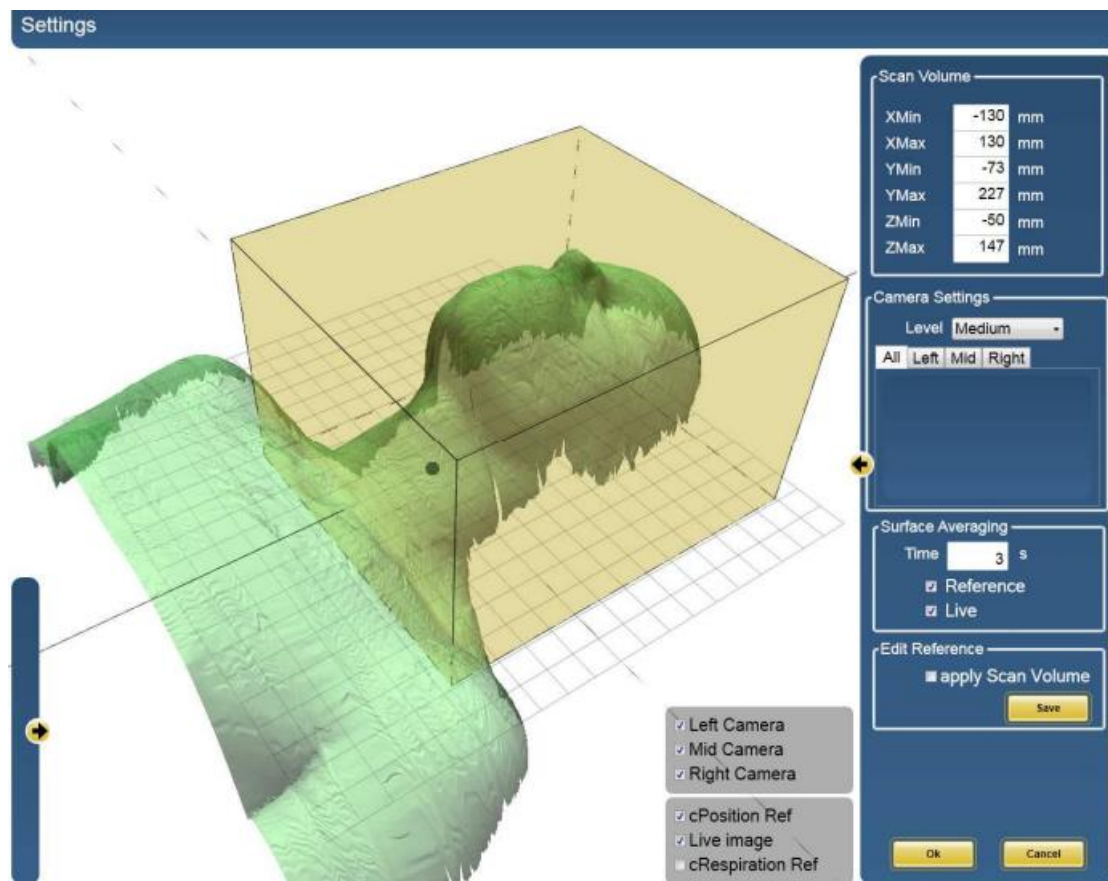 Settings
Scan Volume
XMin -130 mm
XMax 130 mm
YMin -73 mm
YMax 227 mm
ZMin -50 mm
ZMax 147 mm
Camera Settings
Level Medium
All Left Mid Right
Surface Averaging
Time 3 s
Reference
Live
Edit Reference
apply Scan Volume
Save
Left Camera
Mid Camera
Right Camera
cPosition Ref
Live image
cRespiration Ref
Ok Cancel